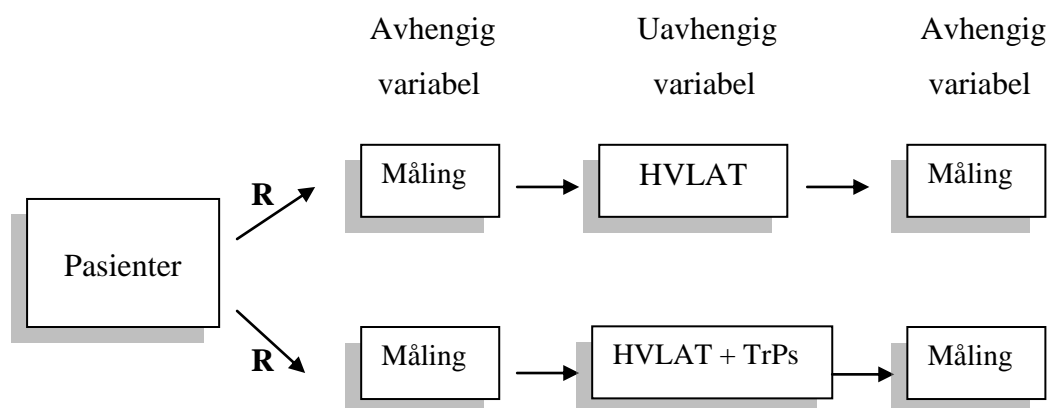 Avhengig variabel
Uavhengig variabel
Avhengig variabel
Pasienter
R
Måling
HVLAT
Måling
R
Måling
HVLAT + TrPs
Måling